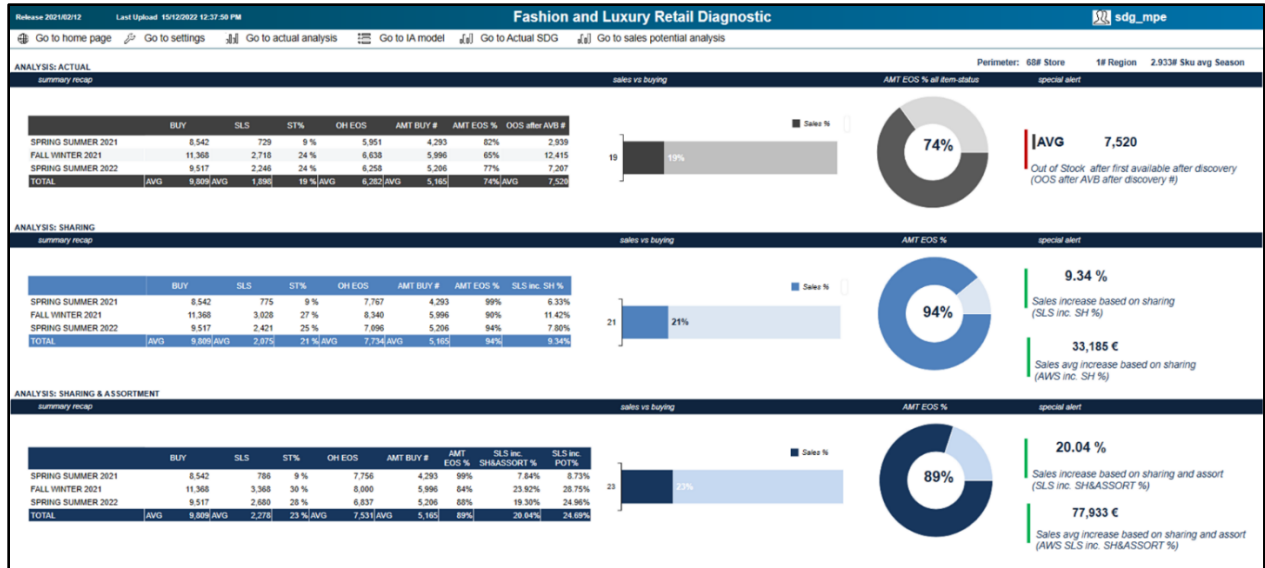 Release 2021/02/12 Last Upload 15/12/2022 12:37:50 PM Fashion and Luxury Retail Diagnostic sdg_mpe
Go to home page Go to settings Go to actual analysis Go to IA model Go to Actual SDG Go to sales potential analysis
Perimeter: 68# Store 1# Region 2.933# Sku avg Season
ANALYSIS: ACTUAL
summary recap sales vs buying AMT EOS % all item-status special alert
BUY SLS ST% OH EOS AMT BUY # AMT EOS % OOS after AVB #
SPRING SUMMER 2021 8,542 729 9 % 5,951 4,293 82% 2,939
FALL WINTER 2021 11,368 2,718 24 % 6,638 5,996 65% 12,415
SPRING SUMMER 2022 9,517 2,246 24 % 6,258 5,206 77% 7,207
TOTAL AVG 9,809 AVG 1,898 19 % AVG 6,282 AVG 5,165 74% AVG 7,520
Sales %
19 19%
74%
AVG 7,520
Out of Stock after first available after discovery
(OOS after AVB after discovery #)
ANALYSIS: SHARING
summary recap sales vs buying AMT EOS % special alert
BUY SLS ST% OH EOS AMT BUY # AMT EOS % SLS inc. SH %
SPRING SUMMER 2021 8,542 775 9 % 7,767 4,293 99% 6.33%
FALL WINTER 2021 11,368 3,028 27 % 8,340 5,996 90% 11.42%
SPRING SUMMER 2022 9,517 2,421 25 % 7,096 5,206 94% 7.80%
TOTAL AVG 9,809 AVG 2,075 21 % AVG 7,734 AVG 5,165 94% 9.34%
Sales %
21 21%
94%
9.34 %
Sales increase based on sharing
(SLS inc. SH %)
33,185 €
Sales avg increase based on sharing
(AWS inc. SH %)
ANALYSIS: SHARING & ASSORTMENT
summary recap sales vs buying AMT EOS % special alert
BUY SLS ST% OH EOS AMT BUY # AMT EOS % SLS inc. SH&ASSORT % SLS inc. POT%
SPRING SUMMER 2021 8,542 786 9 % 7,756 4,293 99% 7.84% 8.73%
FALL WINTER 2021 11,368 3,368 30 % 8,000 5,996 84% 23.92% 28.75%
SPRING SUMMER 2022 9,517 2,680 28 % 6,837 5,206 88% 19.30% 24.96%
TOTAL AVG 9,809 AVG 2,278 23 % AVG 7,531 AVG 5,165 89% 20.04% 24.69%
Sales %
23 23%
89%
20.04 %
Sales increase based on sharing and assort
(SLS inc. SH&ASSORT %)
77,933 €
Sales avg increase based on sharing and assort
(AWS SLS inc. SH&ASSORT %)